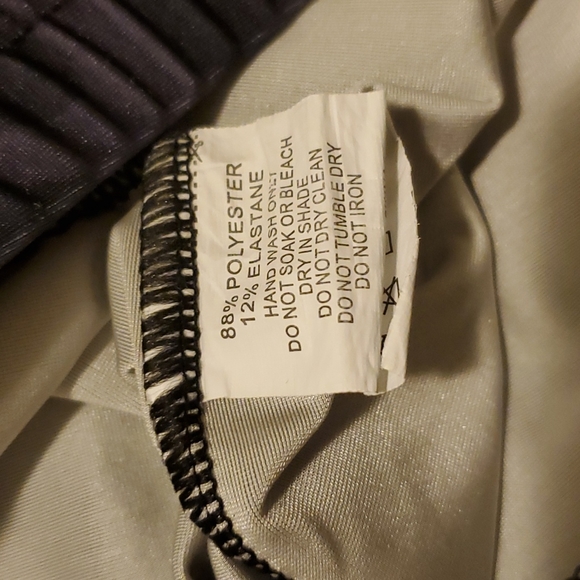 88% POLYESTER
12% ELASTANE
HAND WASH ONLY
DO NOT SOAK OR BLEACH
DRY IN SHADE
DO NOT DRY CLEAN
DO NOT TUMBLE DRY
DO NOT IRON